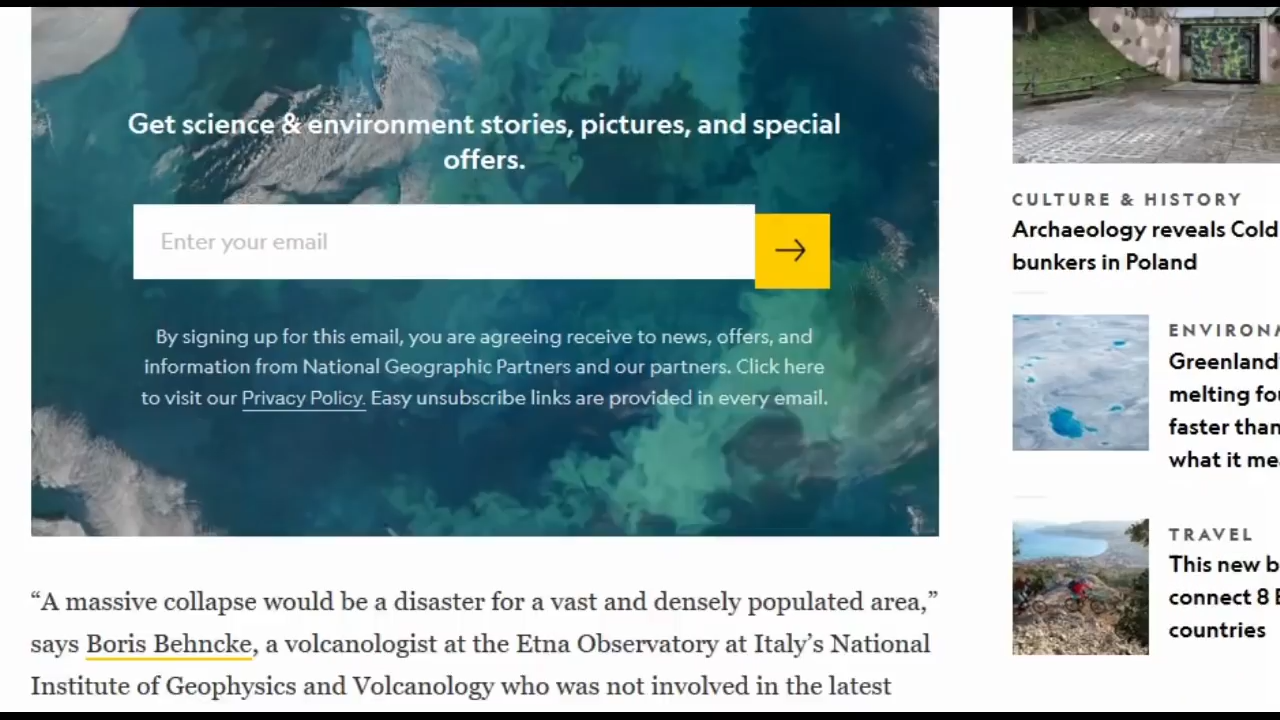 Get science & environment stories, pictures, and special
offers.
Enter your email
By signing up for this email, you are agreeing receive to news, offers, and
information from National Geographic Partners and our partners. Click here
to visit our Privacy Policy. Easy unsubscribe links are provided in every email.
“A massive collapse would be a disaster for a vast and densely populated area,”
says Boris Behncke, a volcanologist at the Etna Observatory at Italy’s National
Institute of Geophysics and Volcanology who was not involved in the latest
CULTURE & HISTORY
Archaeology reveals Cold
bunkers in Poland
Greenland
melting
faster than
what it
TRAVEL
This new
connect 8
countries